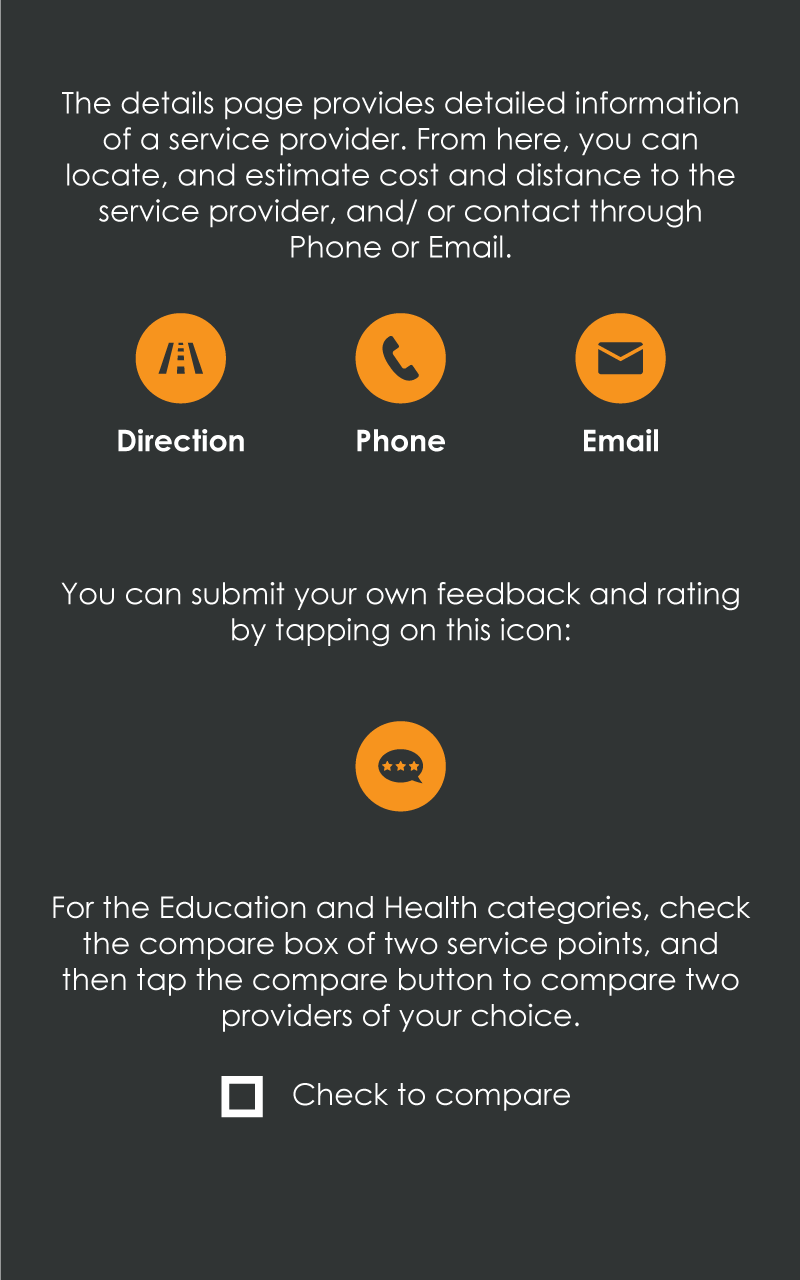 The details page provides detailed information
of a service provider. From here, you can
locate, and estimate cost and distance to the
service provider, and/ or contact through
Phone or Email.
Direction
Phone
Email
You can submit your own feedback and rating
by tapping on this icon:
For the Education and Health categories, check
the compare box of two service points, and
then tap the compare button to compare two
providers of your choice.
Check to compare